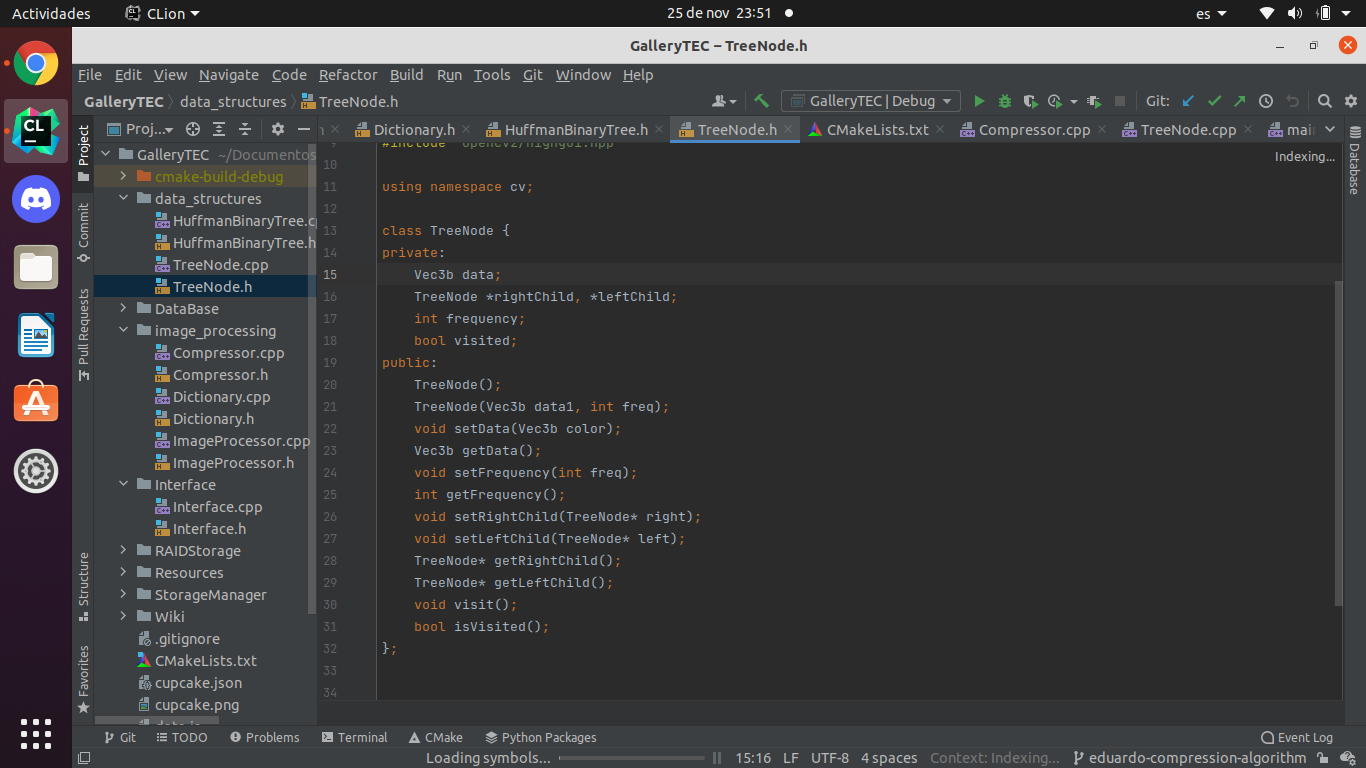 Actividades CLion 25 de nov 23:51 es
GalleryTEC – TreeNode.h
File Edit View Navigate Code Refactor Build Run Tools Git Window Help
GalleryTEC data_structures TreeNode.h GalleryTEC | Debug Git:
Proj... Dictionary.h HuffmanBinaryTree.h TreeNode.h CMakeLists.txt Compressor.cpp TreeNode.cpp main
Project
Commit
Pull Requests
Structure
Favorites
GalleryTEC ~/Documentos
cmake-build-debug
data_structures
HuffmanBinaryTree.c
HuffmanBinaryTree.h
TreeNode.cpp
TreeNode.h
DataBase
image_processing
Compressor.cpp
Compressor.h
Dictionary.cpp
Dictionary.h
ImageProcessor.cpp
ImageProcessor.h
Interface
Interface.cpp
Interface.h
RAIDStorage
Resources
StorageManager
Wiki
.gitignore
CMakeLists.txt
cupcake.json
cupcake.png
Indexing...
Database
9 #include "opencv2/highgui.hpp"
10
11 using namespace cv;
12
13 class TreeNode {
14 private:
15 Vec3b data;
16 TreeNode *rightChild, *leftChild;
17 int frequency;
18 bool visited;
19 public:
20 TreeNode();
21 TreeNode(Vec3b data1, int freq);
22 void setData(Vec3b color);
23 Vec3b getData();
24 void setFrequency(int freq);
25 int getFrequency();
26 void setRightChild(TreeNode* right);
27 void setLeftChild(TreeNode* left);
28 TreeNode* getRightChild();
29 TreeNode* getLeftChild();
30 void visit();
31 bool isVisited();
32 };
33
34
Git TODO Problems Terminal CMake Python Packages Event Log
Loading symbols... 15:16 LF UTF-8 4 spaces Context: Indexing... eduardo-compression-algorithm